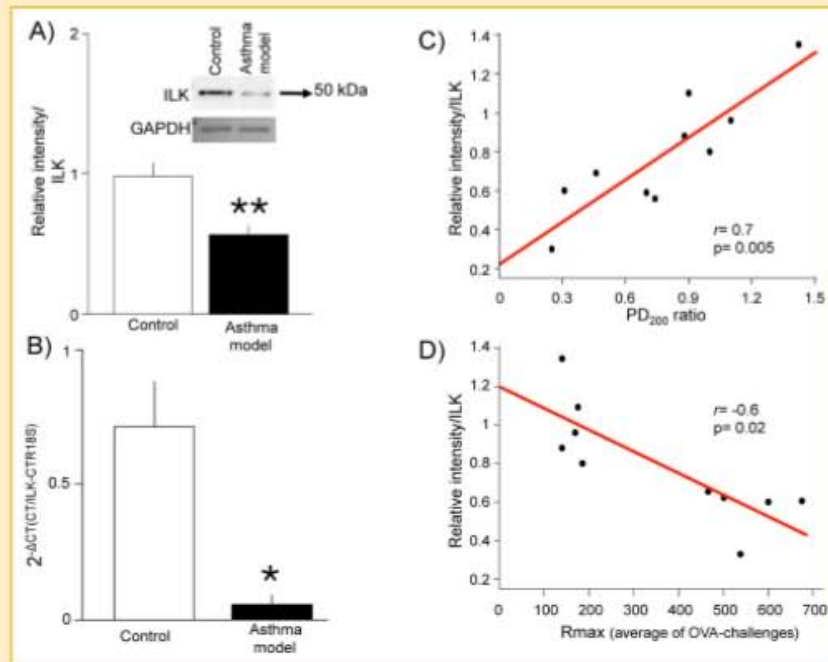 A)
2
1
0
Relative intensity/
ILK
Control
Asthma
model
ILK
50 kDa
GAPDH
**
Control
Asthma
model
B)
1
0.5
0
2-ΔCT(CT/ILK-CTR18S)
*
Control
Asthma
model
C)
1.4
1.2
1
0.8
0.6
0.4
0.2
Relative intensity/ILK
r= 0.7
p= 0.005
0 0.3 0.6 0.9 1.2 1.5
PD200 ratio
D)
1.4
1.2
1
0.8
0.6
0.4
0.2
Relative intensity/ILK
r= -0.6
p= 0.02
0 100 200 300 400 500 600 700
Rmax (average of OVA-challenges)